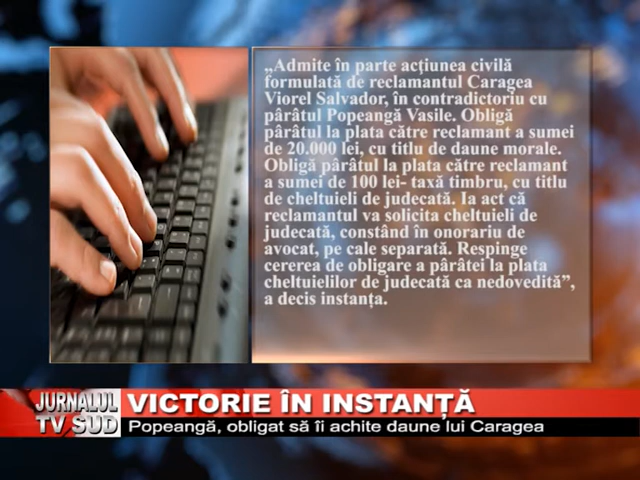 „Admite în parte acțiunea civilă
formulată de reclamantul Caragea
Viorel Salvador, în contradictoriu cu
pârâtul Popeangă Vasile. Obligă
pârâtul la plata către reclamant a sumei
de 20.000 lei, cu titlu de daune morale.
Obligă pârâtul la plata către reclamant
a sumei de 100 lei- taxă timbru, cu titlu
de cheltuieli de judecată. Ia act că
reclamantul va solicita cheltuieli de
judecată, constând în onorariu de
avocat, pe cale separată. Respinge
cererea de obligare a pârâtei la plata
cheltuielilor de judecată ca nedovedită”,
a decis instanța.
JURNALUL
TV SUD
VICTORIE ÎN INSTANȚĂ
Popeangă, obligat să îi achite daune lui Caragea